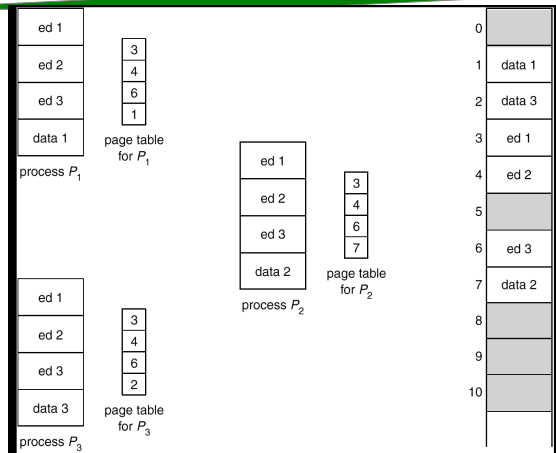 ed 1
ed 2
ed 3
data 1
process P1
3
4
6
1
page table
for P1
ed 1
ed 2
ed 3
data 2
process P2
3
4
6
7
page table
for P2
ed 1
ed 2
ed 3
data 3
process P3
3
4
6
2
page table
for P3
0
1 data 1
2 data 3
3 ed 1
4 ed 2
5
6 ed 3
7 data 2
8
9
10